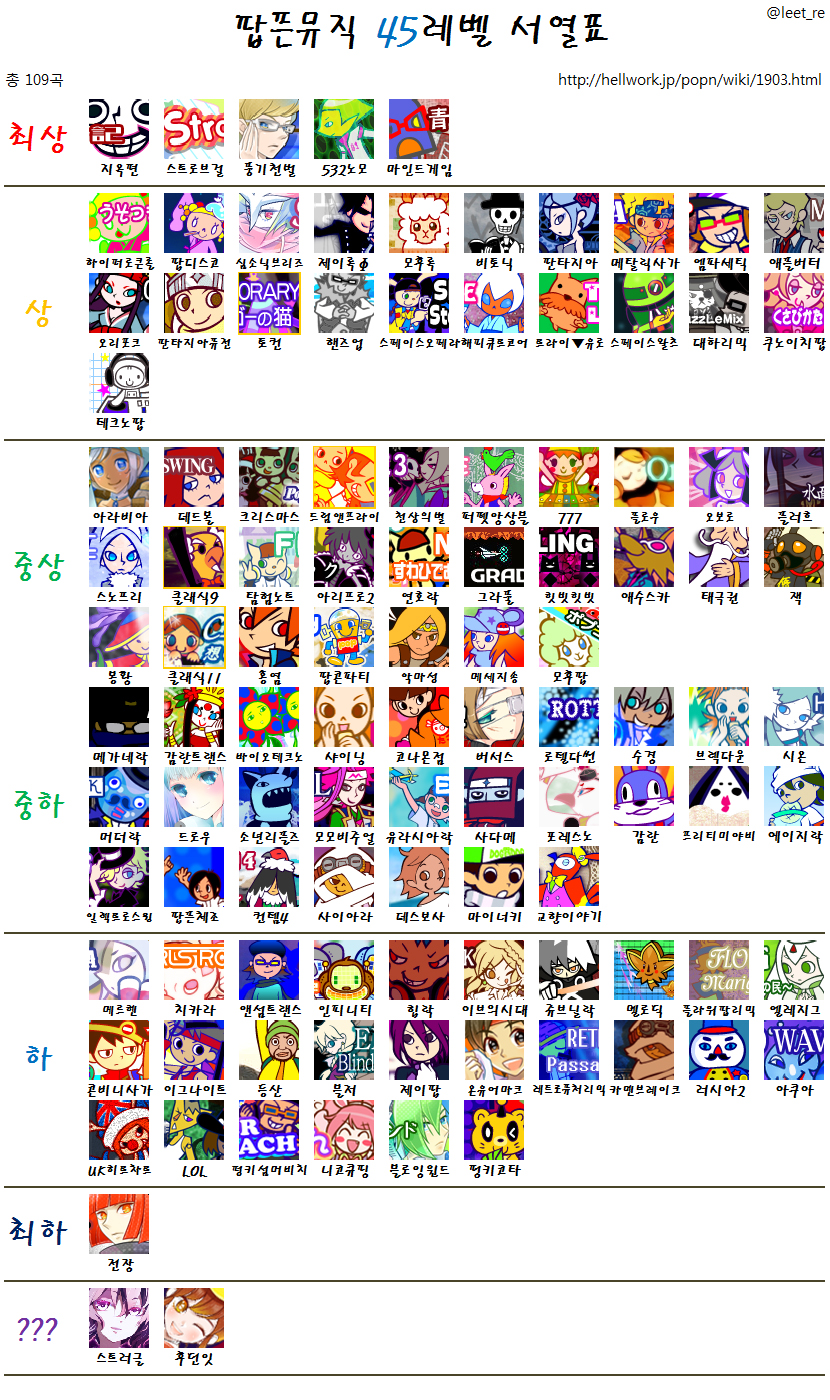 @leet_re
팝픈뮤직 45레벨 서열표
총 109곡
http://hellwork.jp/popn/wiki/1903.html
최상
지옥편 스트로브걸 풍기천벌 532노모 마인드게임
상
하이퍼로콘롤 팝디스코 심소닉브리즈 제이록φ 모후록 비토닉 판타지아 메탈릭사가 엠파세틱 애플버터
오리포크 판타지아퓨전 토컨 핸즈업 스페이스오페라 해피큐트코어 트라이▼유로 스페이스왈츠 대하리믹 쿠노이치팝
테크노팝
중상
아라비아 데드볼 크리스마스 드럼앤프라이 천상의벌 퍼펫앙상블 777 플로우 오보로 플러흐
스노프리 클래식9 탐험노트 아리프로2 연호락 그라폴 힛빗힛빗 애수스카 태극권 잭
봉황 클래식11 홍염 팝콘파티 악마성 메세지송 모후팝
중하
메가네락 감란트랜스 바이오테크노 샤이닝 코나몬점 버서스 로텔다썬 수경 브렉다운 시온
머더락 드로우 소년리플즈 모모비쥬얼 유라시아락 사다메 포레스노 감란 프리티미야비 에이지락
일렉트로스윙 팝픈체조 컨템4 사이아라 데스보사 마이너키 교향이야기
하
메르헨 치카라 앤섬트랜스 인피니티 힙락 이브의시대 쥬브닐락 멜로딕 플라워팝리믹 엘레지그
콘비니사가 이그나이트 등산 블저 제이팝 온유어마크 레트로퓨처리믹 카멜브레이크 러시아2 아쿠아
UK히트차트 LOL 펑키섬머비치 니코큐핑 블로잉윈드 펑키코타
최하
전장
???
스트러글 후던잇